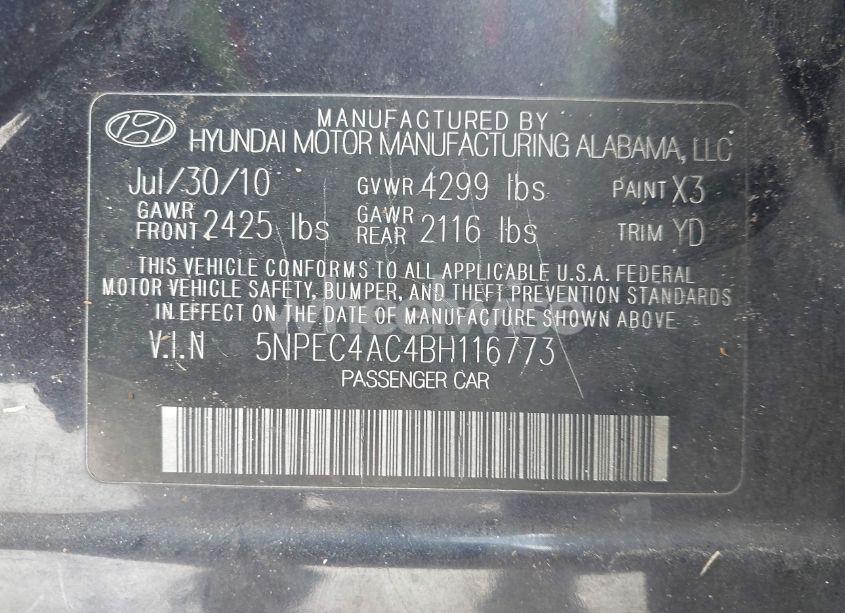 MANUFACTURED BY
HYUNDAI MOTOR MANUFACTURING ALABAMA, LLC
Jul/30/10 GVWR 4299 lbs PAINT X3
GAWR FRONT 2425 lbs GAWR REAR 2116 lbs TRIM YD
THIS VEHICLE CONFORMS TO ALL APPLICABLE U.S.A. FEDERAL
MOTOR VEHICLE SAFETY, BUMPER, AND THEFT PREVENTION STANDARDS
IN EFFECT ON THE DATE OF MANUFACTURE SHOWN ABOVE.
V.I.N 5NPEC4AC4BH116773
PASSENGER CAR